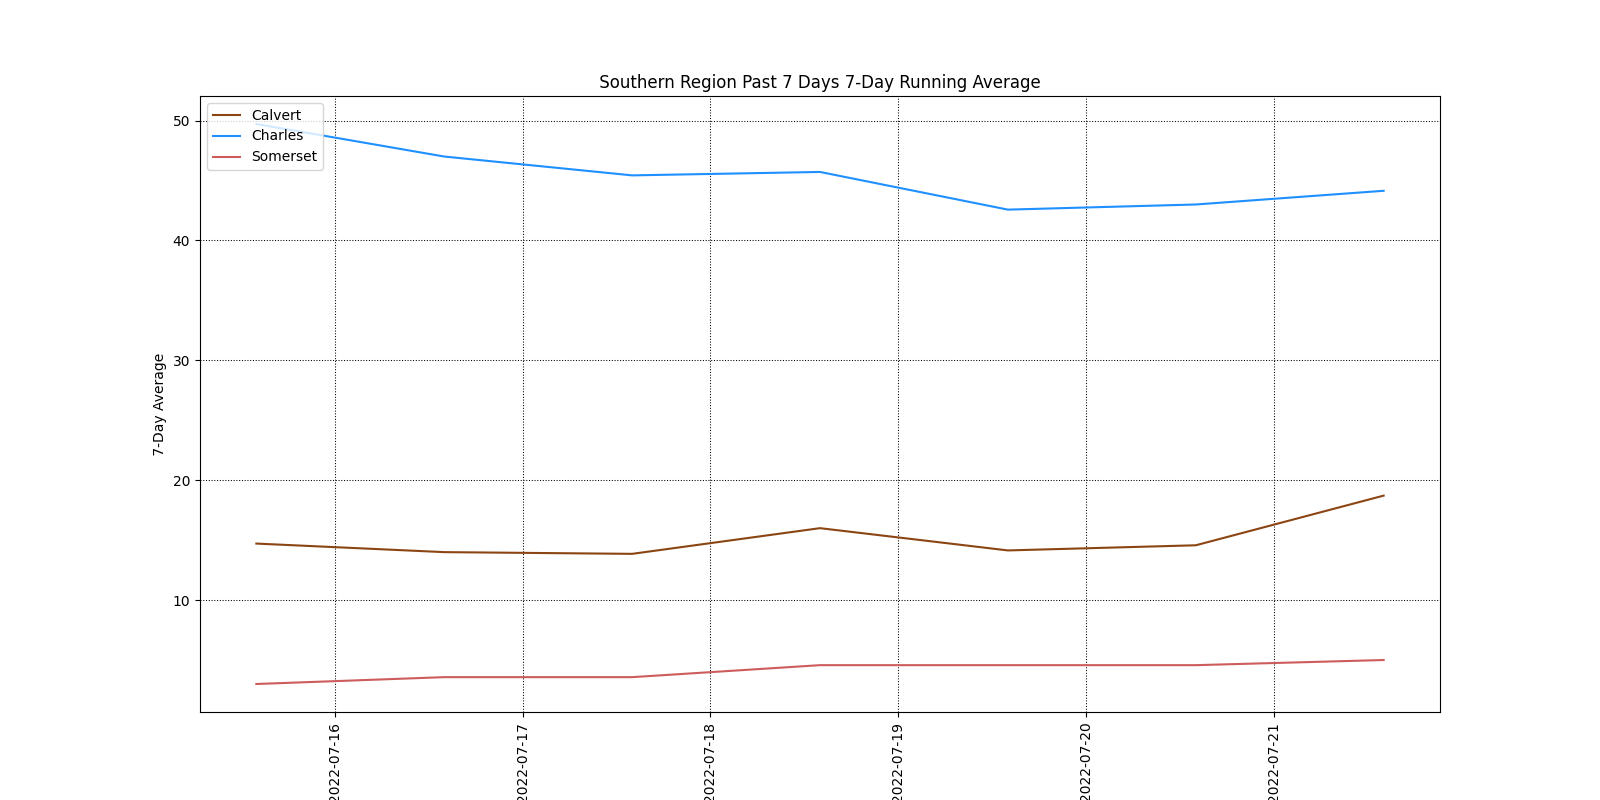 Southern Region Past 7 Days 7-Day Running Average
Calvert
Charles
Somerset
50
40
30
20
10
7-Day Average
2022-07-16
2022-07-17
2022-07-18
2022-07-19
2022-07-20
2022-07-21